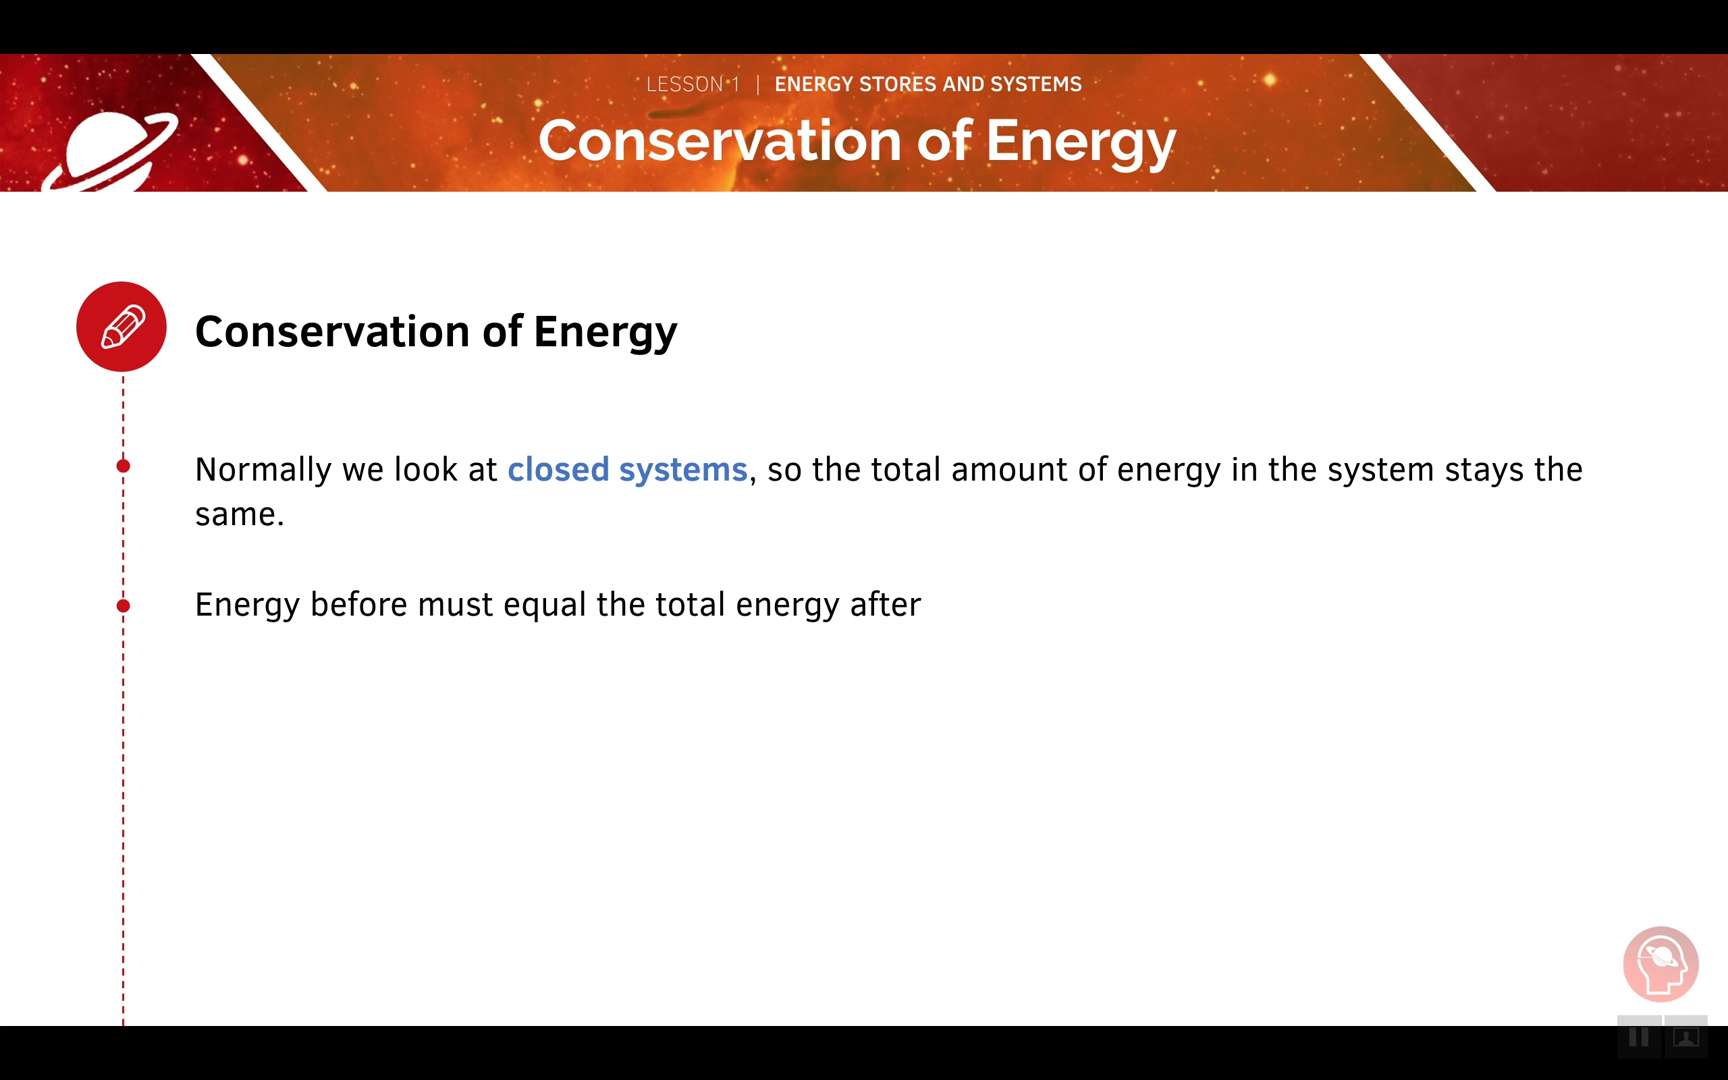 LESSON 1 | ENERGY STORES AND SYSTEMS
Conservation of Energy
Conservation of Energy
Normally we look at closed systems, so the total amount of energy in the system stays the
same.
Energy before must equal the total energy after